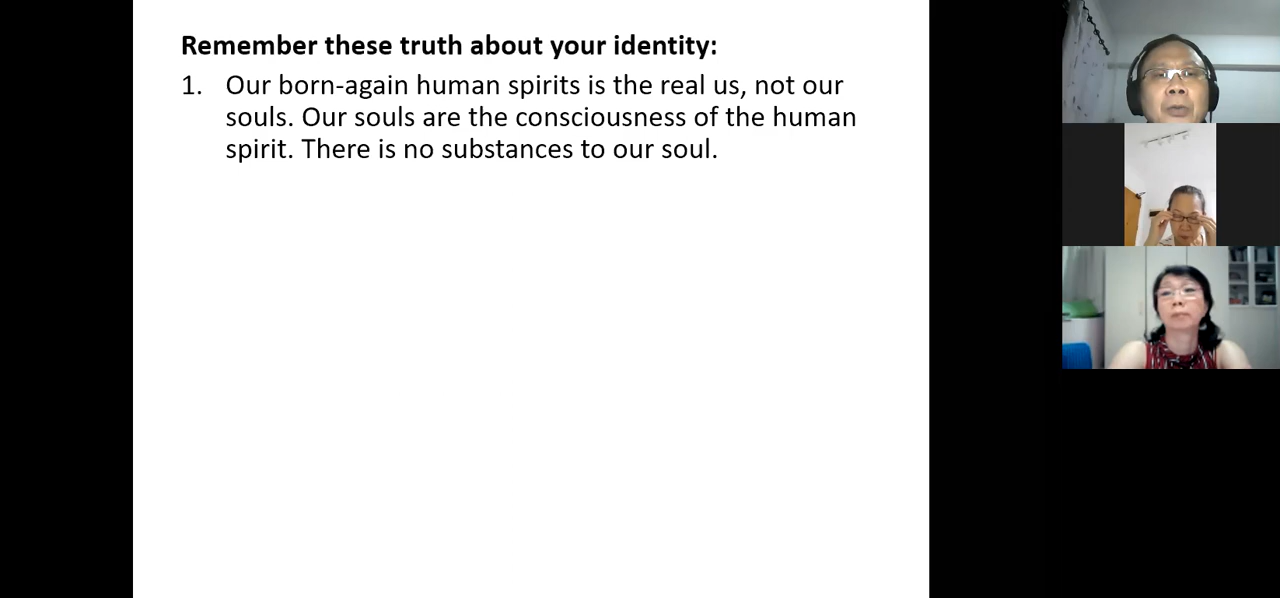 Remember these truth about your identity:
1. Our born-again human spirits is the real us, not our
souls. Our souls are the consciousness of the human
spirit. There is no substances to our soul.